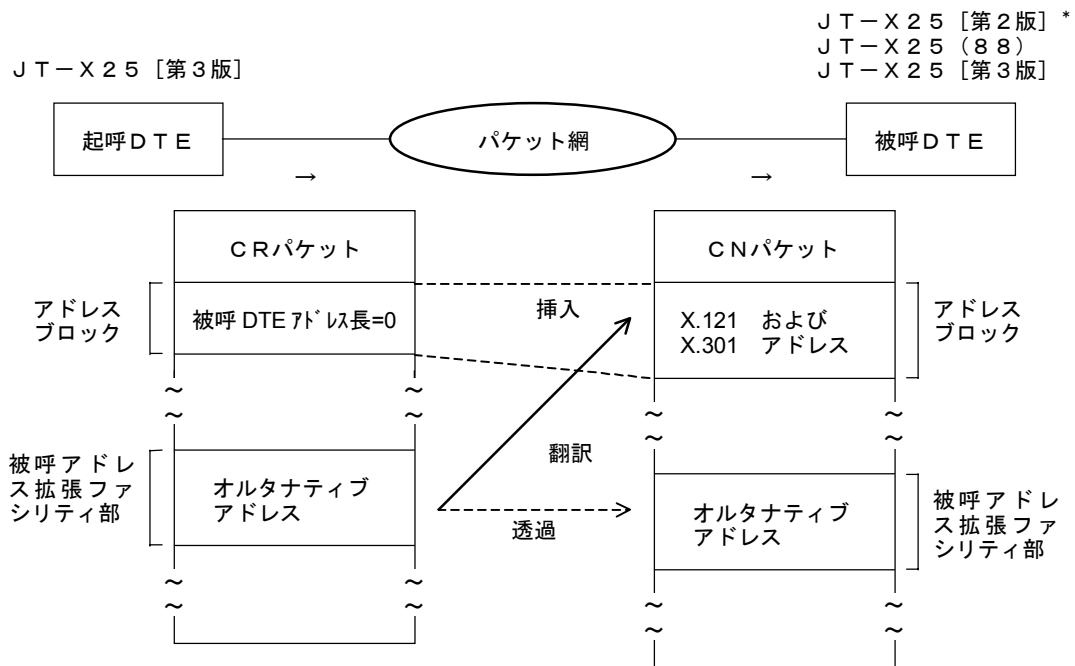 ＪＴ－Ｘ２５［第２版］*
ＪＴ－Ｘ２５（８８）
ＪＴ－Ｘ２５［第３版］
ＪＴ－Ｘ２５［第３版］
起呼ＤＴＥ
パケット網
被呼ＤＴＥ
→
→
ＣＲパケット
ＣＮパケット
アドレス
ブロック
被呼 DTE ｱﾄﾞﾚｽ長=0
挿入
X.121 および
X.301 アドレス
アドレス
ブロック
被呼アドレ
ス拡張ファ
シリティ部
オルタナティブ
アドレス
翻訳
透過
オルタナティブ
アドレス
被呼アドレ
ス拡張ファ
シリティ部